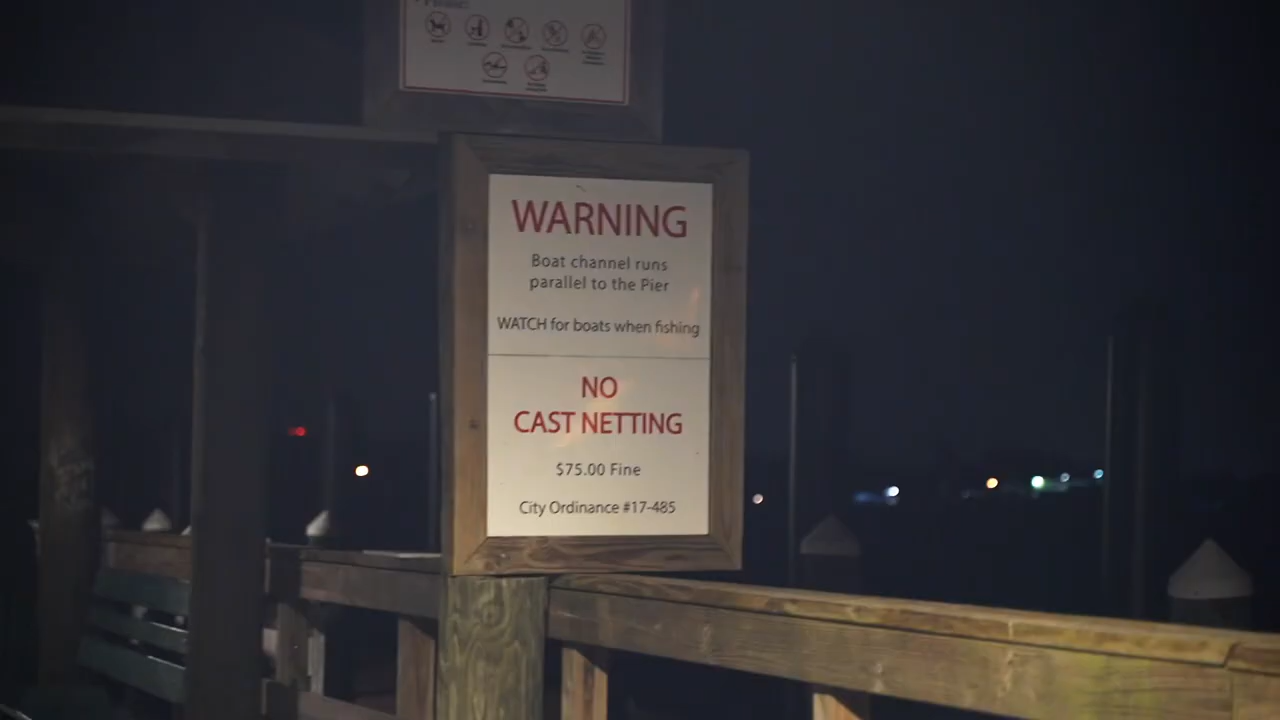 WARNING
Boat channel runs
parallel to the Pier
WATCH for boats when fishing
NO
CAST NETTING
$75.00 Fine
City Ordinance #17-485